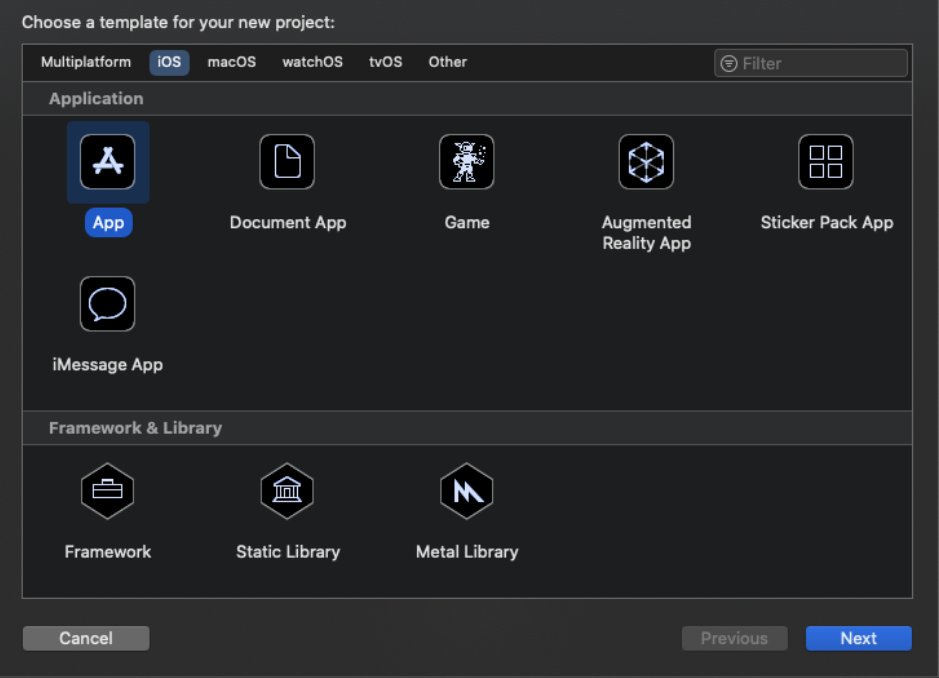 Choose a template for your new project:
Multiplatform iOS macOS watchOS tvOS Other Filter
Application
App Document App Game Augmented Reality App Sticker Pack App
iMessage App
Framework & Library
Framework Static Library Metal Library
Cancel Previous Next